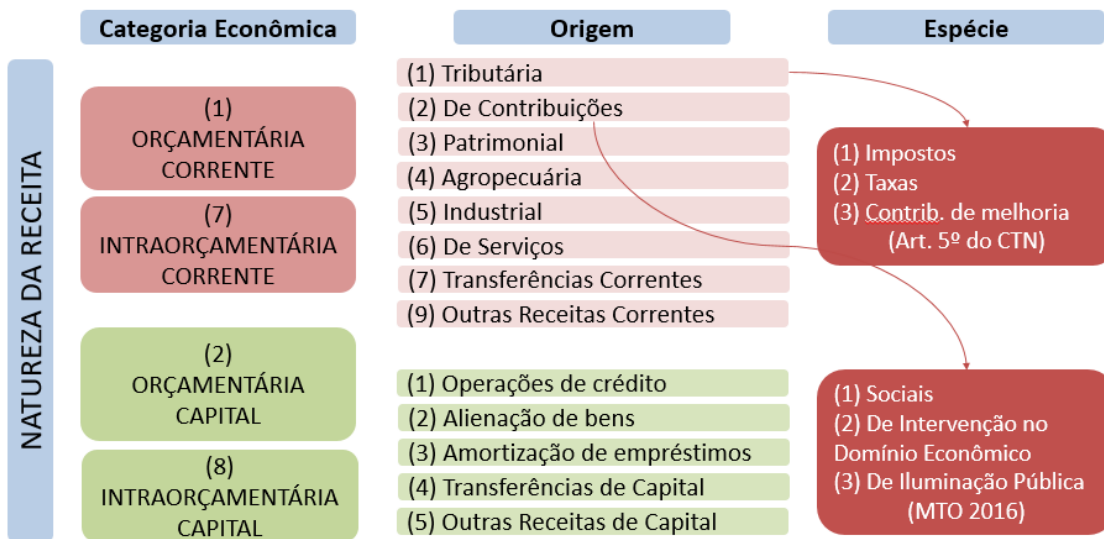 Categoria Econômica
Origem
Espécie
NATUREZA DA RECEITA
(1)
ORÇAMENTÁRIA
CORRENTE
(7)
INTRAORÇAMENTÁRIA
CORRENTE
(2)
ORÇAMENTÁRIA
CAPITAL
(8)
INTRAORÇAMENTÁRIA
CAPITAL
(1) Tributária
(2) De Contribuições
(3) Patrimonial
(4) Agropecuária
(5) Industrial
(6) De Serviços
(7) Transferências Correntes
(9) Outras Receitas Correntes
(1) Operações de crédito
(2) Alienação de bens
(3) Amortização de empréstimos
(4) Transferências de Capital
(5) Outras Receitas de Capital
(1) Impostos
(2) Taxas
(3) Contrib. de melhoria
(Art. 5º do CTN)
(1) Sociais
(2) De Intervenção no
Domínio Econômico
(3) De Iluminação Pública
(MTO 2016)